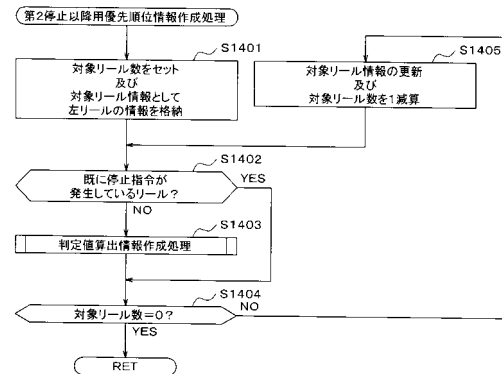 第2停止以降用優先順位情報作成処理
S1401
対象リール数をセット
及び
対象リール情報として
左リールの情報を格納
S1405
対象リール情報の更新
及び
対象リール数を1減算
S1402
既に停止指令が
発生しているリール?
YES
NO
S1403
判定値算出情報作成処理
S1404
対象リール数=0?
NO
YES
RET